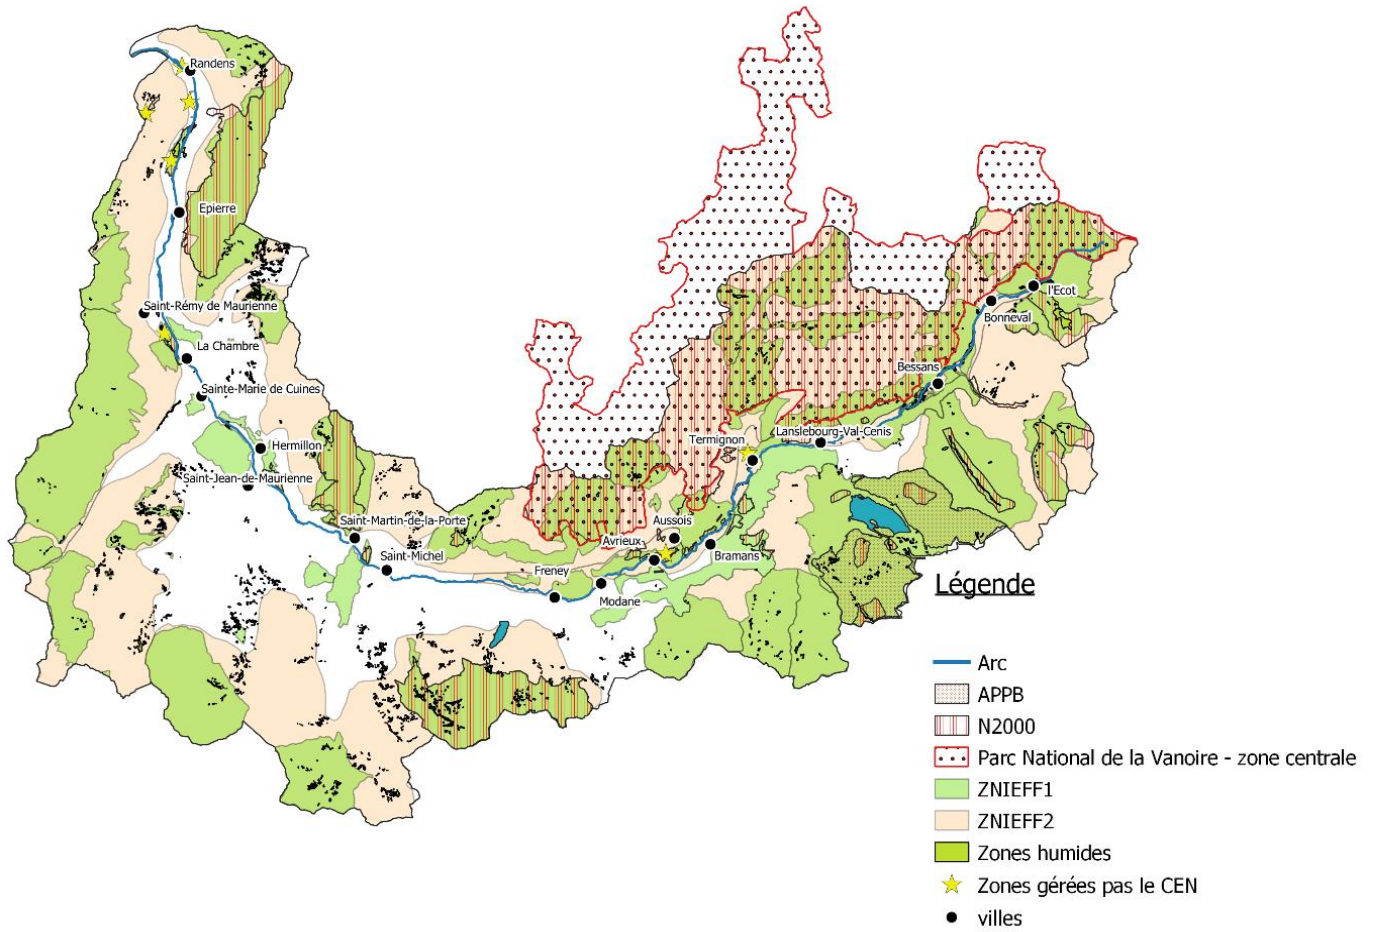 Randens
Epierre
Saint-Rémy de Maurienne
La Chambre
Sainte-Marie de Cuines
Hermillon
Saint-Jean-de-Maurienne
Saint-Martin-de-la-Porte
Saint-Michel
Freney
Modane
Avrieux
Aussois
Bramans
Termignon
Lanslebourg-Val-Cenis
Bessans
Bonneval
l'Ecot
Légende
Arc
APPB
N2000
Parc National de la Vanoire - zone centrale
ZNIEFF1
ZNIEFF2
Zones humides
Zones gérées pas le CEN
villes